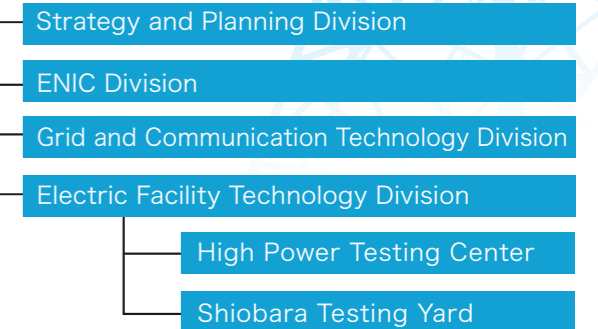 Strategy and Planning Division
ENIC Division
Grid and Communication Technology Division
Electric Facility Technology Division
High Power Testing Center
Shiobara Testing Yard